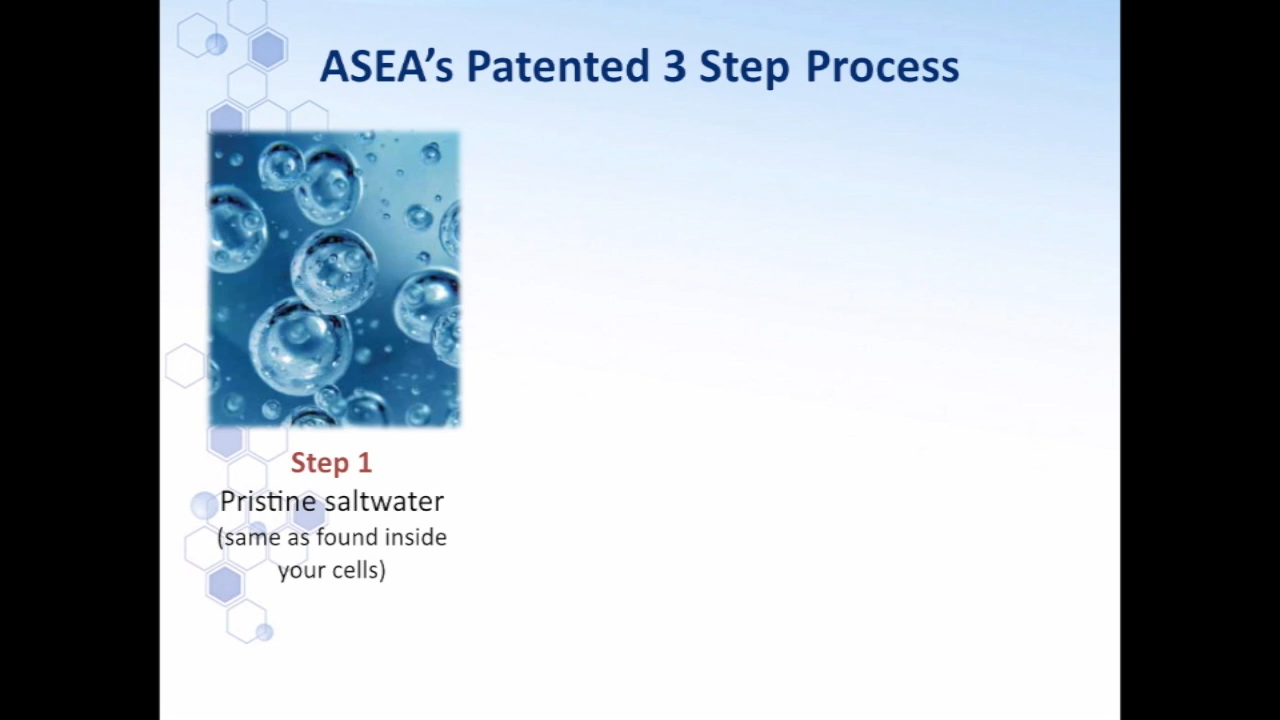 ASEA’s Patented 3 Step Process
Step 1
Pristine saltwater
(same as found inside
your cells)